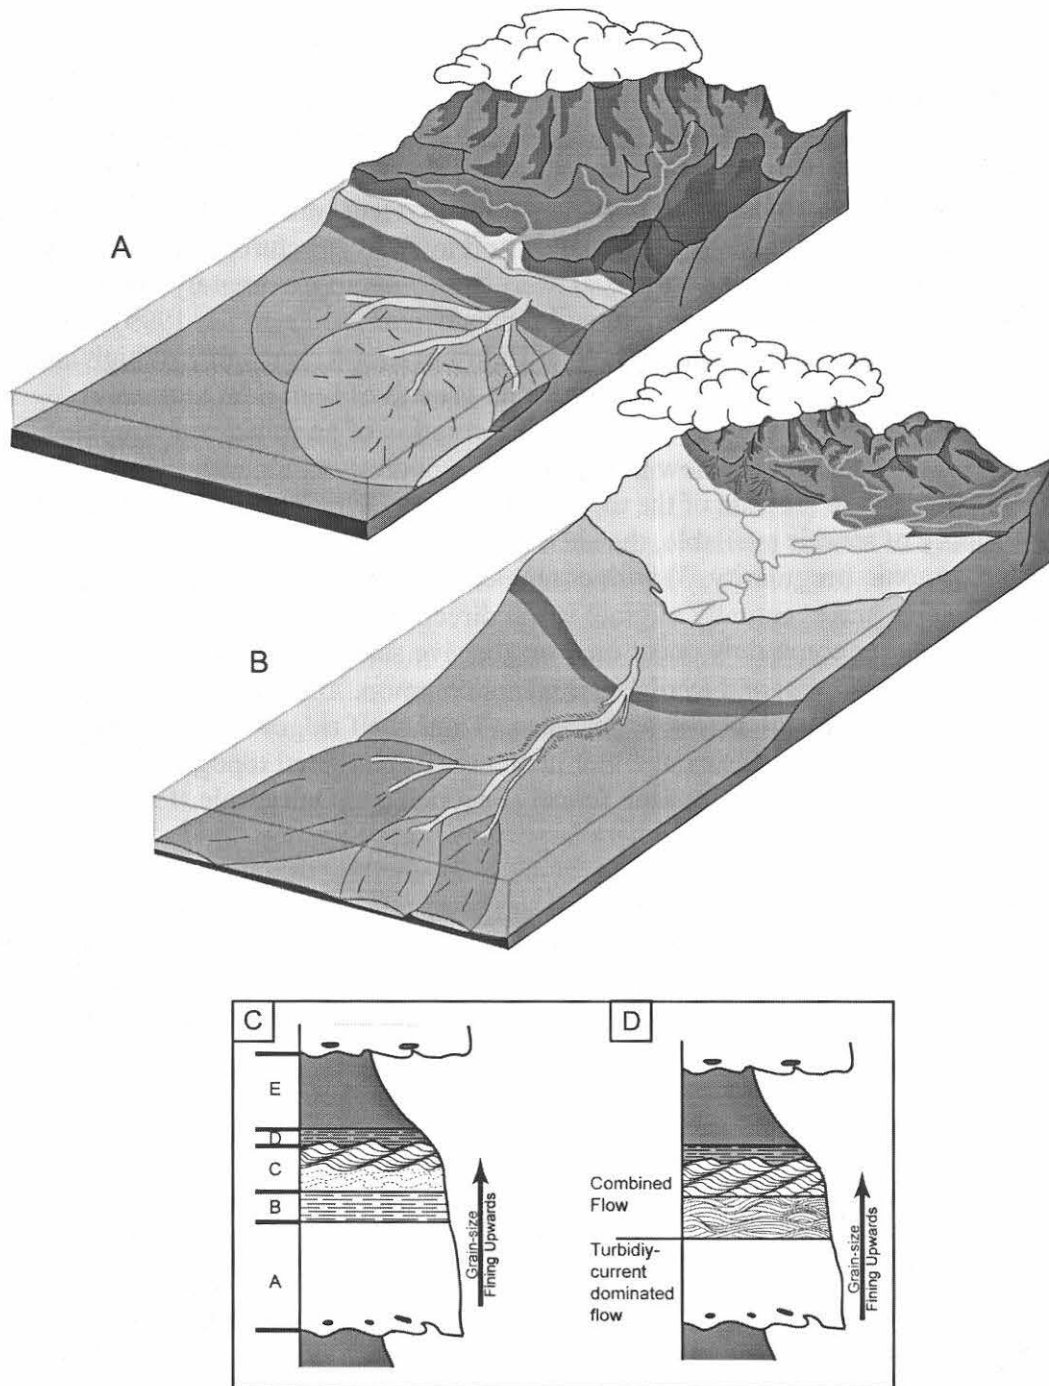 A
B
C
E
D
C
B
A
Grain-size
Fining Upwards
D
Combined
Flow
Turbidiy-
current
dominated
flow
Grain-size
Fining Upwards